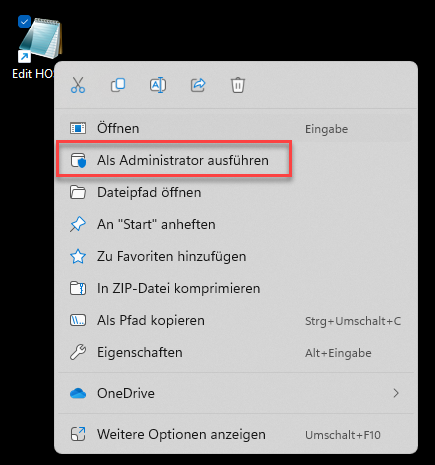 Edit HO
Öffnen Eingabe
Als Administrator ausführen
Dateipfad öffnen
An "Start" anheften
Zu Favoriten hinzufügen
In ZIP-Datei komprimieren
Als Pfad kopieren Strg+Umschalt+C
Eigenschaften Alt+Eingabe
OneDrive
Weitere Optionen anzeigen Umschalt+F10